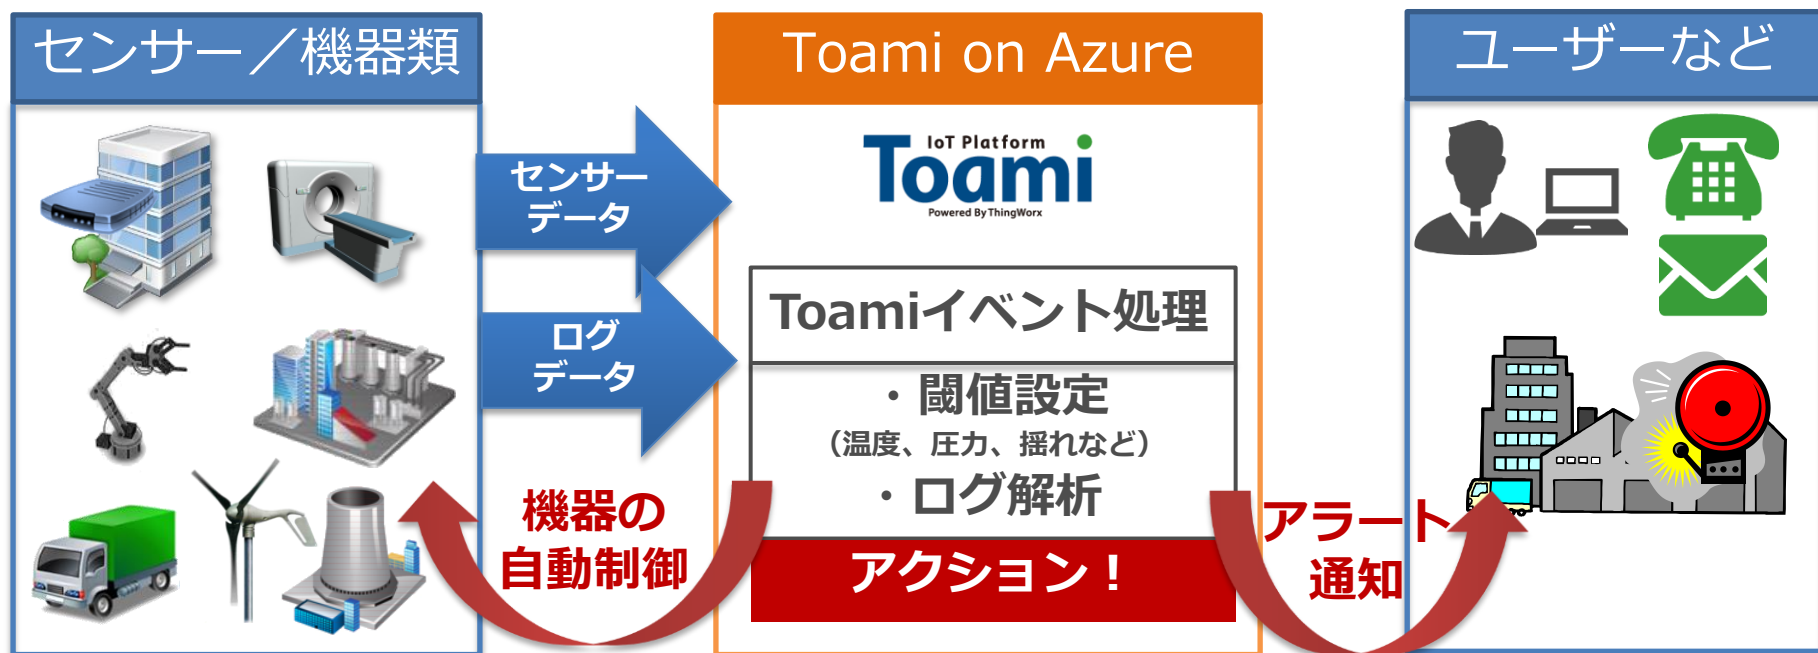 センサー／機器類
Toami on Azure
ユーザーなど
センサー
データ
ログ
データ
IoT Platform
Toami
Powered By ThingWorx
Toamiイベント処理
・閾値設定
（温度、圧力、揺れなど）
・ログ解析
アクション！
機器の
自動制御
アラート
通知